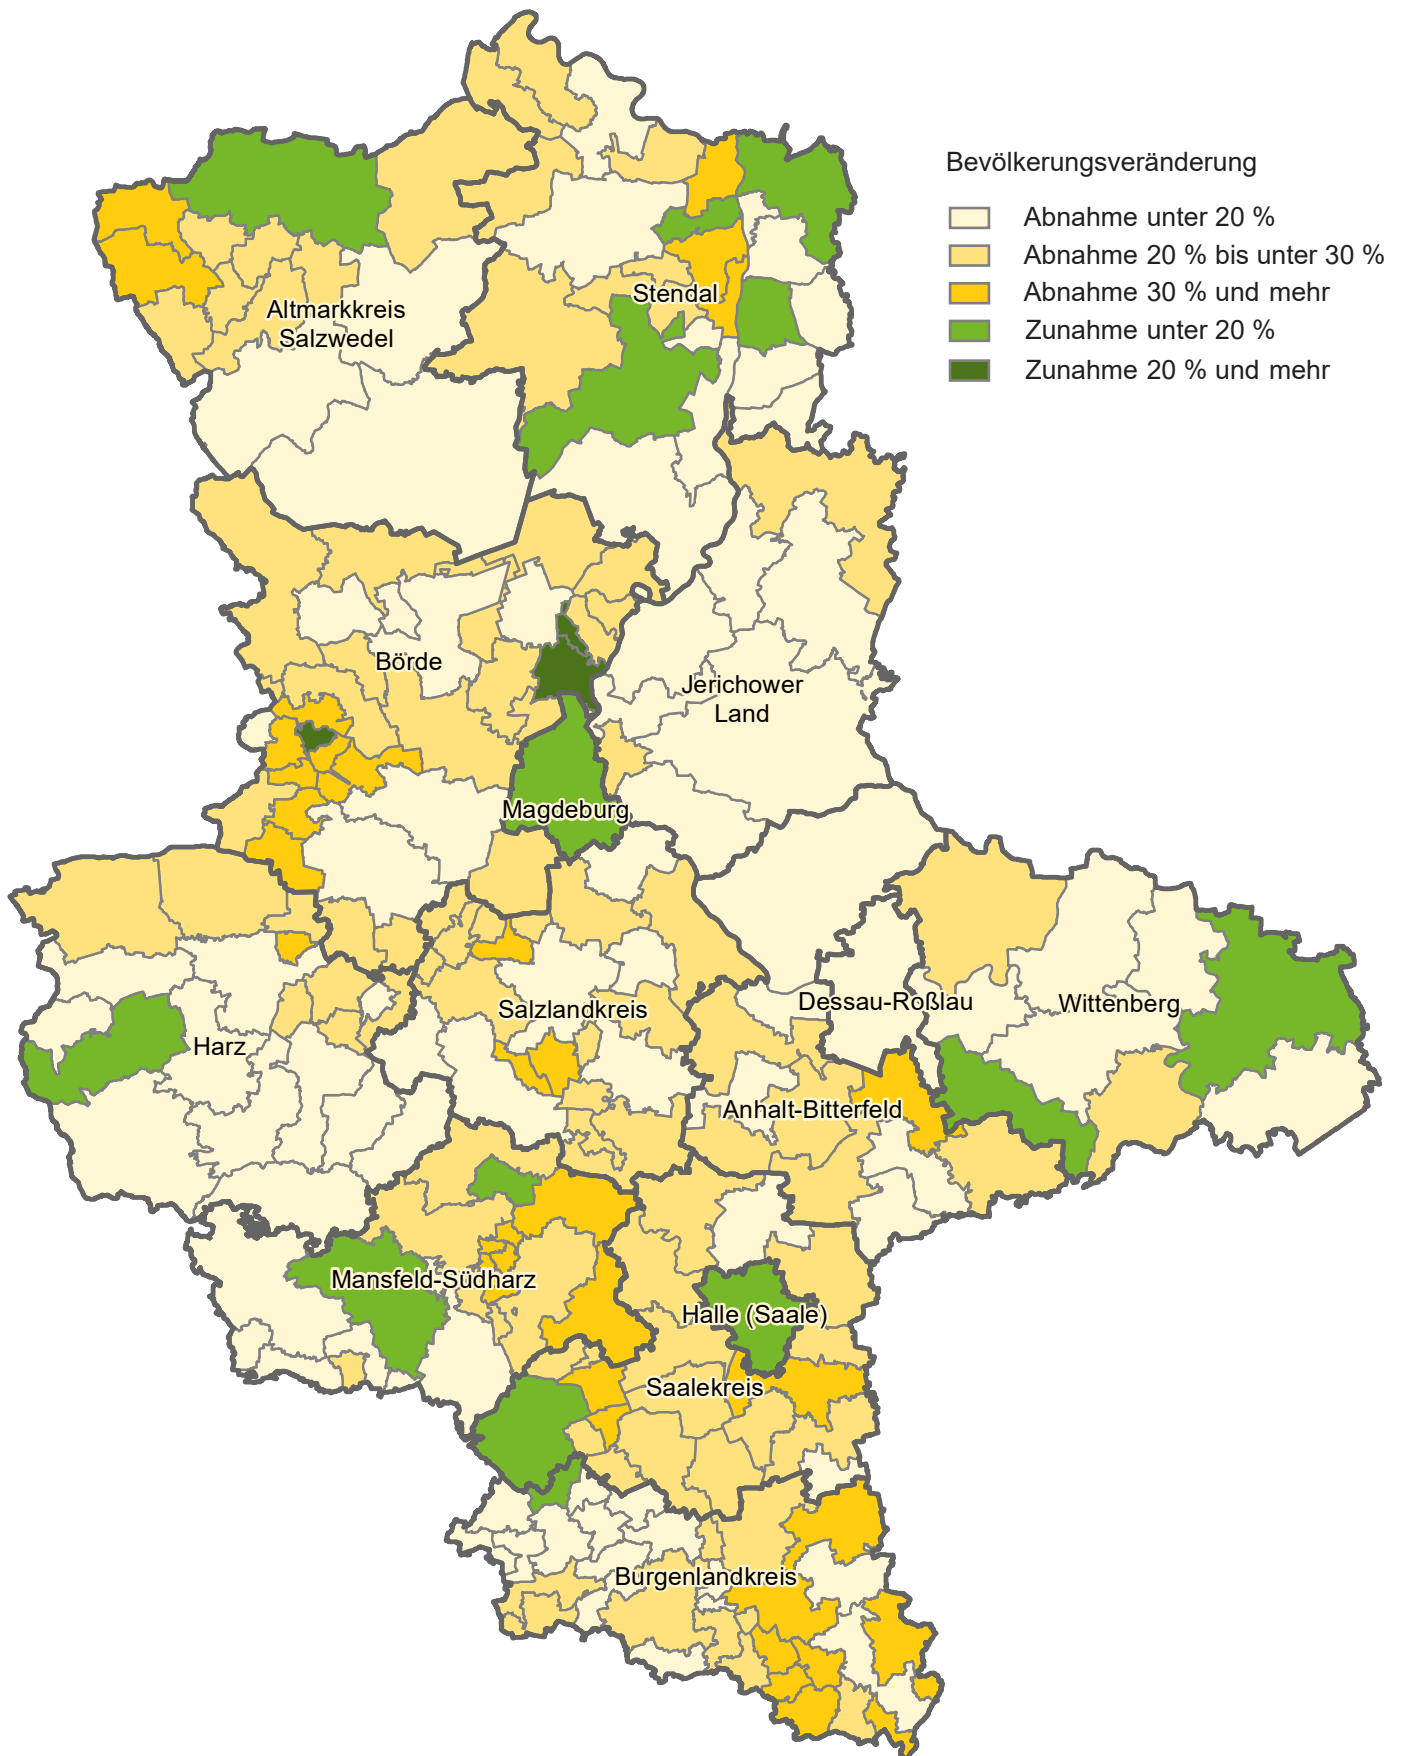 Bevölkerungsveränderung
Abnahme unter 20 %
Abnahme 20 % bis unter 30 %
Abnahme 30 % und mehr
Zunahme unter 20 %
Zunahme 20 % und mehr
Stendal
Altmarkkreis
Salzwedel
Börde
Jerichower
Land
Magdeburg
Salzlandkreis
Dessau-Roßlau
Wittenberg
Harz
Anhalt-Bitterfeld
Mansfeld-Südharz
Halle (Saale)
Saalekreis
Burgenlandkreis